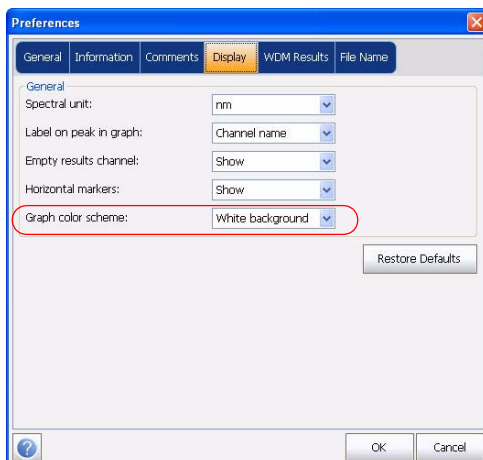 Preferences
General Information Comments Display WDM Results File Name
General
Spectral unit: nm
Label on peak in graph: Channel name
Empty results channel: Show
Horizontal markers: Show
Graph color scheme: White background
Restore Defaults
? OK Cancel